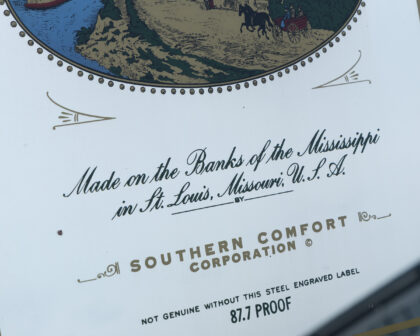 Made on the Banks of the Mississippi
in St. Louis, Missouri, U. S. A.
BY
SOUTHERN COMFORT
CORPORATION ©
NOT GENUINE WITHOUT THIS STEEL ENGRAVED LABEL
87.7 PROOF